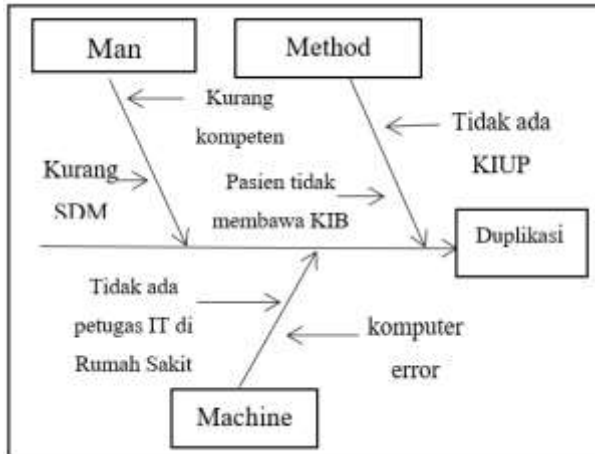 Man
Method
Kurang
kompeten
Kurang
SDM
Tidak ada
KIUP
Pasien tidak
membawa KIB
Duplikasi
Tidak ada
petugas IT di
Rumah Sakit
komputer
error
Machine